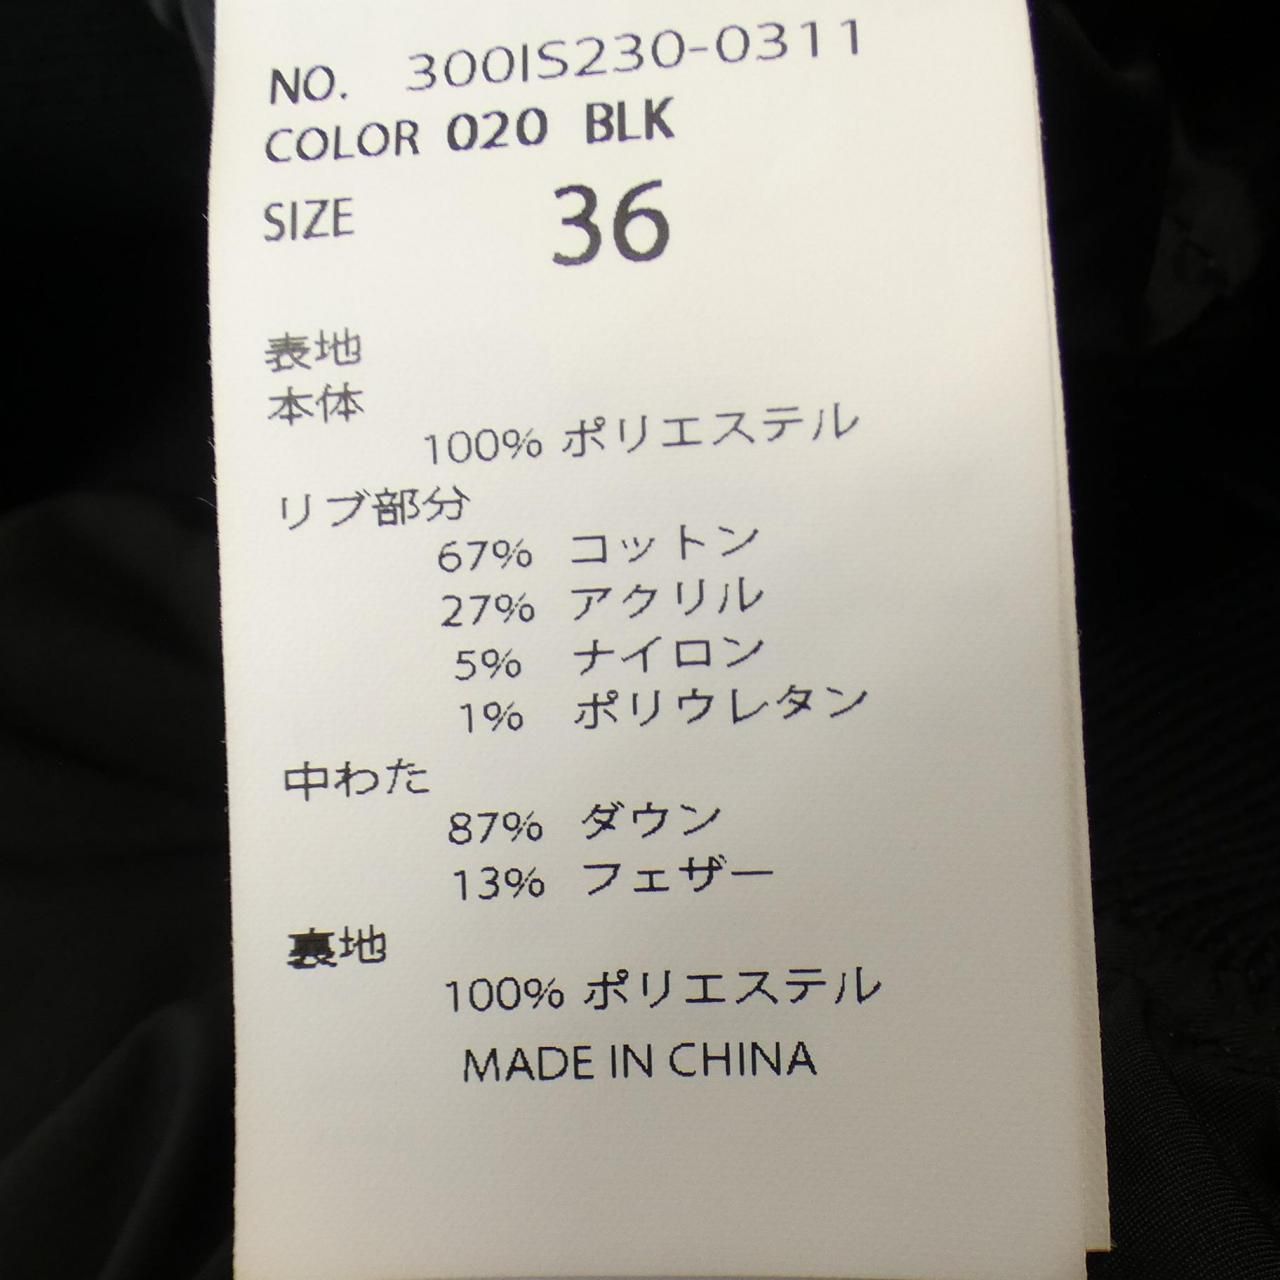 NO. 300IS230-0311
COLOR 020 BLK
SIZE 36
表地
本体
100% ポリエステル
リブ部分
67% コットン
27% アクリル
5% ナイロン
1% ポリウレタン
中わた
87% ダウン
13% フェザー
裏地
100% ポリエステル
MADE IN CHINA